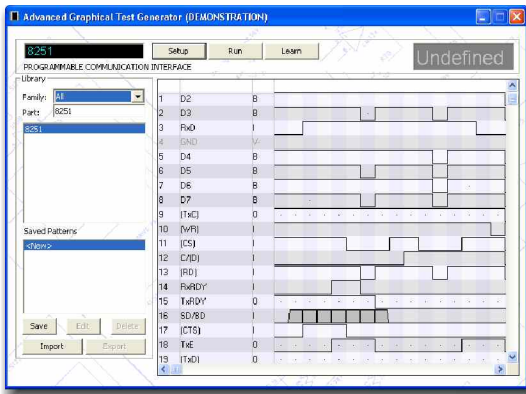 Advanced Graphical Test Generator (DEMONSTRATION)
8251
Setup
Run
Learn
Undefined
PROGRAMMABLE COMMUNICATION INTERFACE
Library
Family: All
Part: 8251
8251
Saved Patterns
<New>
Save
Edit
Delete
Import
Export
1 D2 B
2 D3 B
3 RxD I
4 GND V-
5 D4 B
6 D5 B
7 D6 B
8 D7 B
9 (TxC) O
10 (WR) I
11 (CS) I
12 C/(D) I
13 (RD) I
14 RxRDY I
15 TxRDY O
16 SD/BD I
17 (CTS) I
18 TxE O
19 (TxD) O